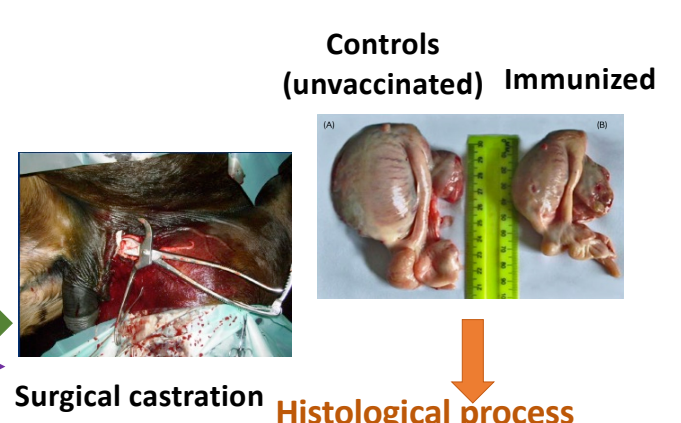 Controls
(unvaccinated)
Immunized
(A)
(B)
Surgical castration
Histological process